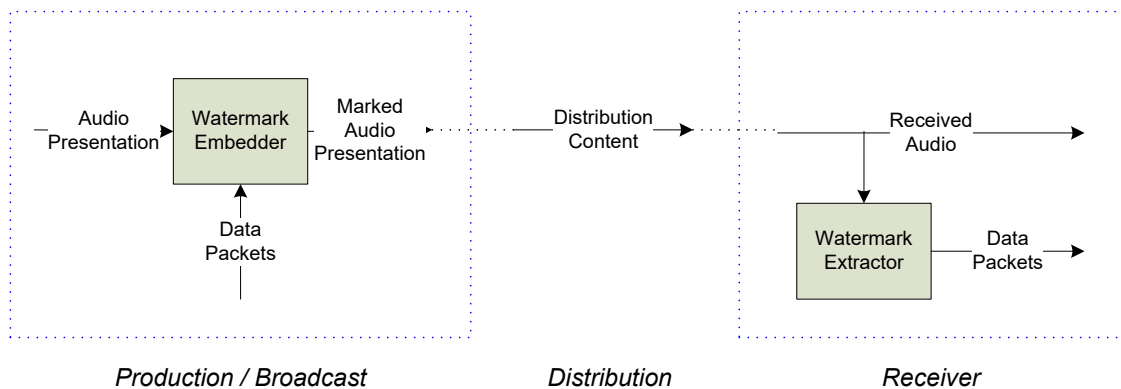 Audio
Presentation
Watermark
Embedder
Marked
Audio
Presentation
Data
Packets
Distribution
Content
Received
Audio
Watermark
Extractor
Data
Packets
Production / Broadcast
Distribution
Receiver